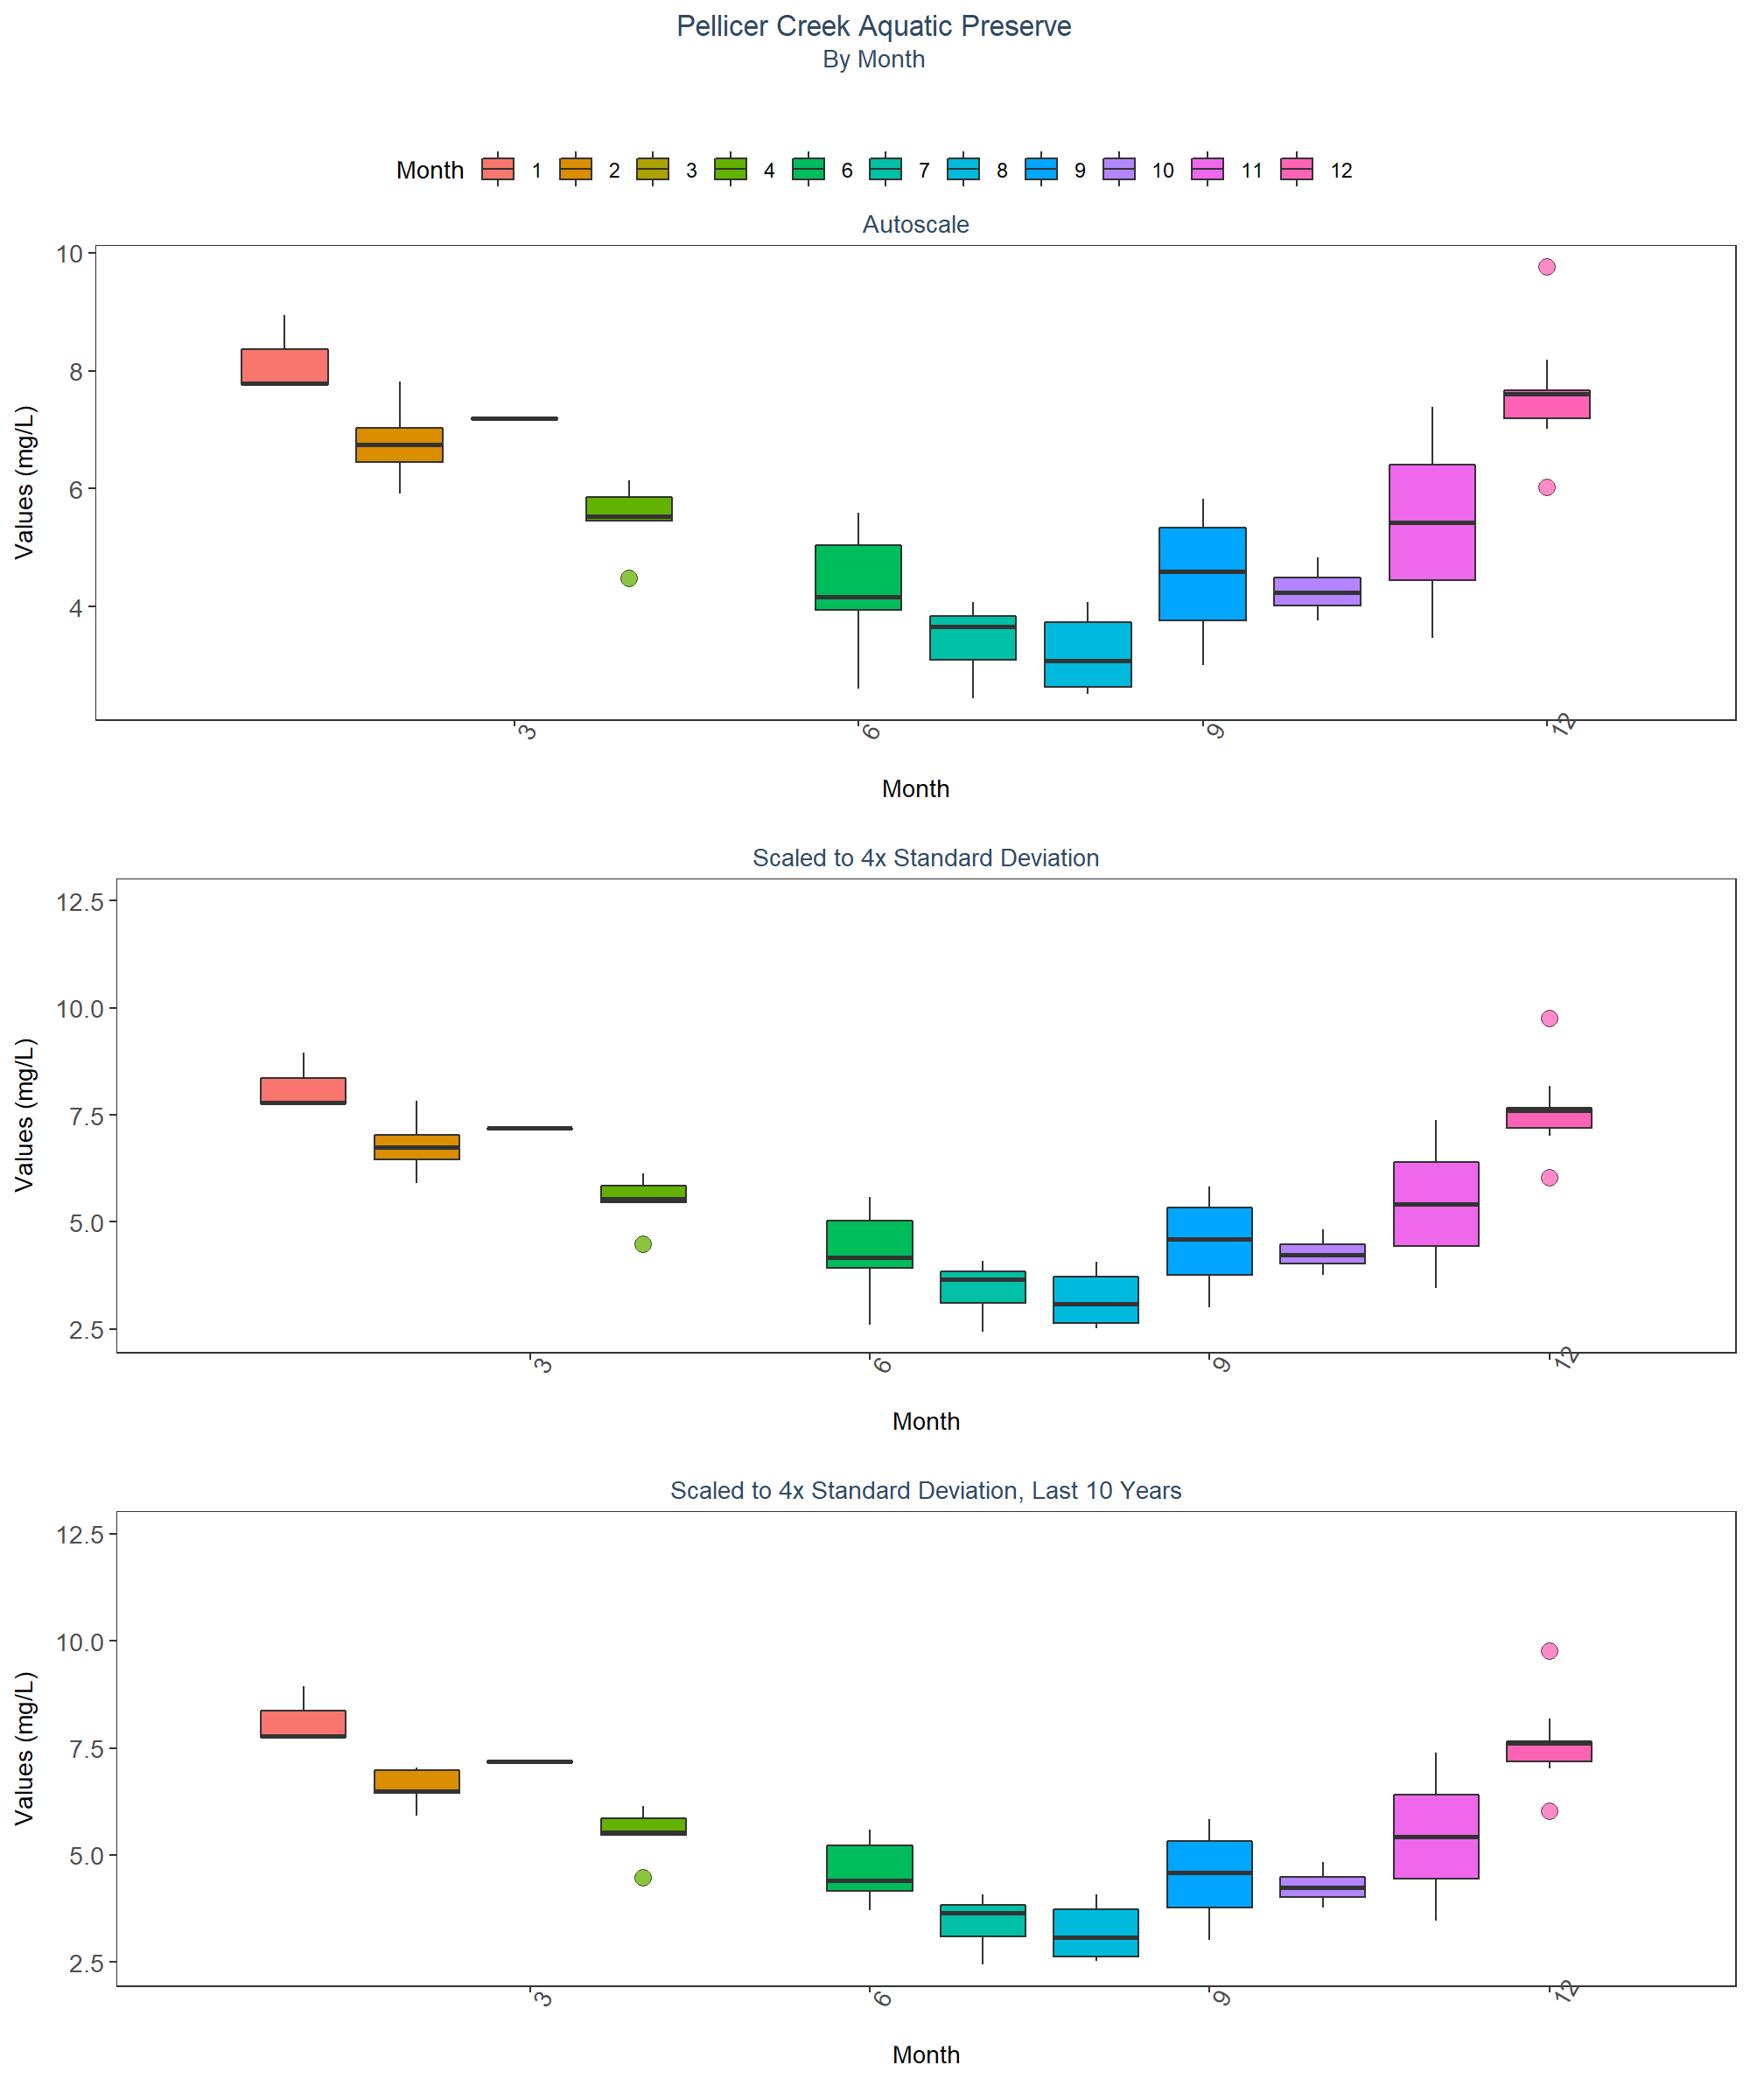 Pellicer Creek Aquatic Preserve
By Month
Month 1 2 3 4 6 7 8 9 10 11 12
Autoscale
Values (mg/L)
10
8
6
4
3 6 9 12
Month
Scaled to 4x Standard Deviation
Values (mg/L)
12.5
10.0
7.5
5.0
2.5
3 6 9 12
Month
Scaled to 4x Standard Deviation, Last 10 Years
Values (mg/L)
12.5
10.0
7.5
5.0
2.5
3 6 9 12
Month